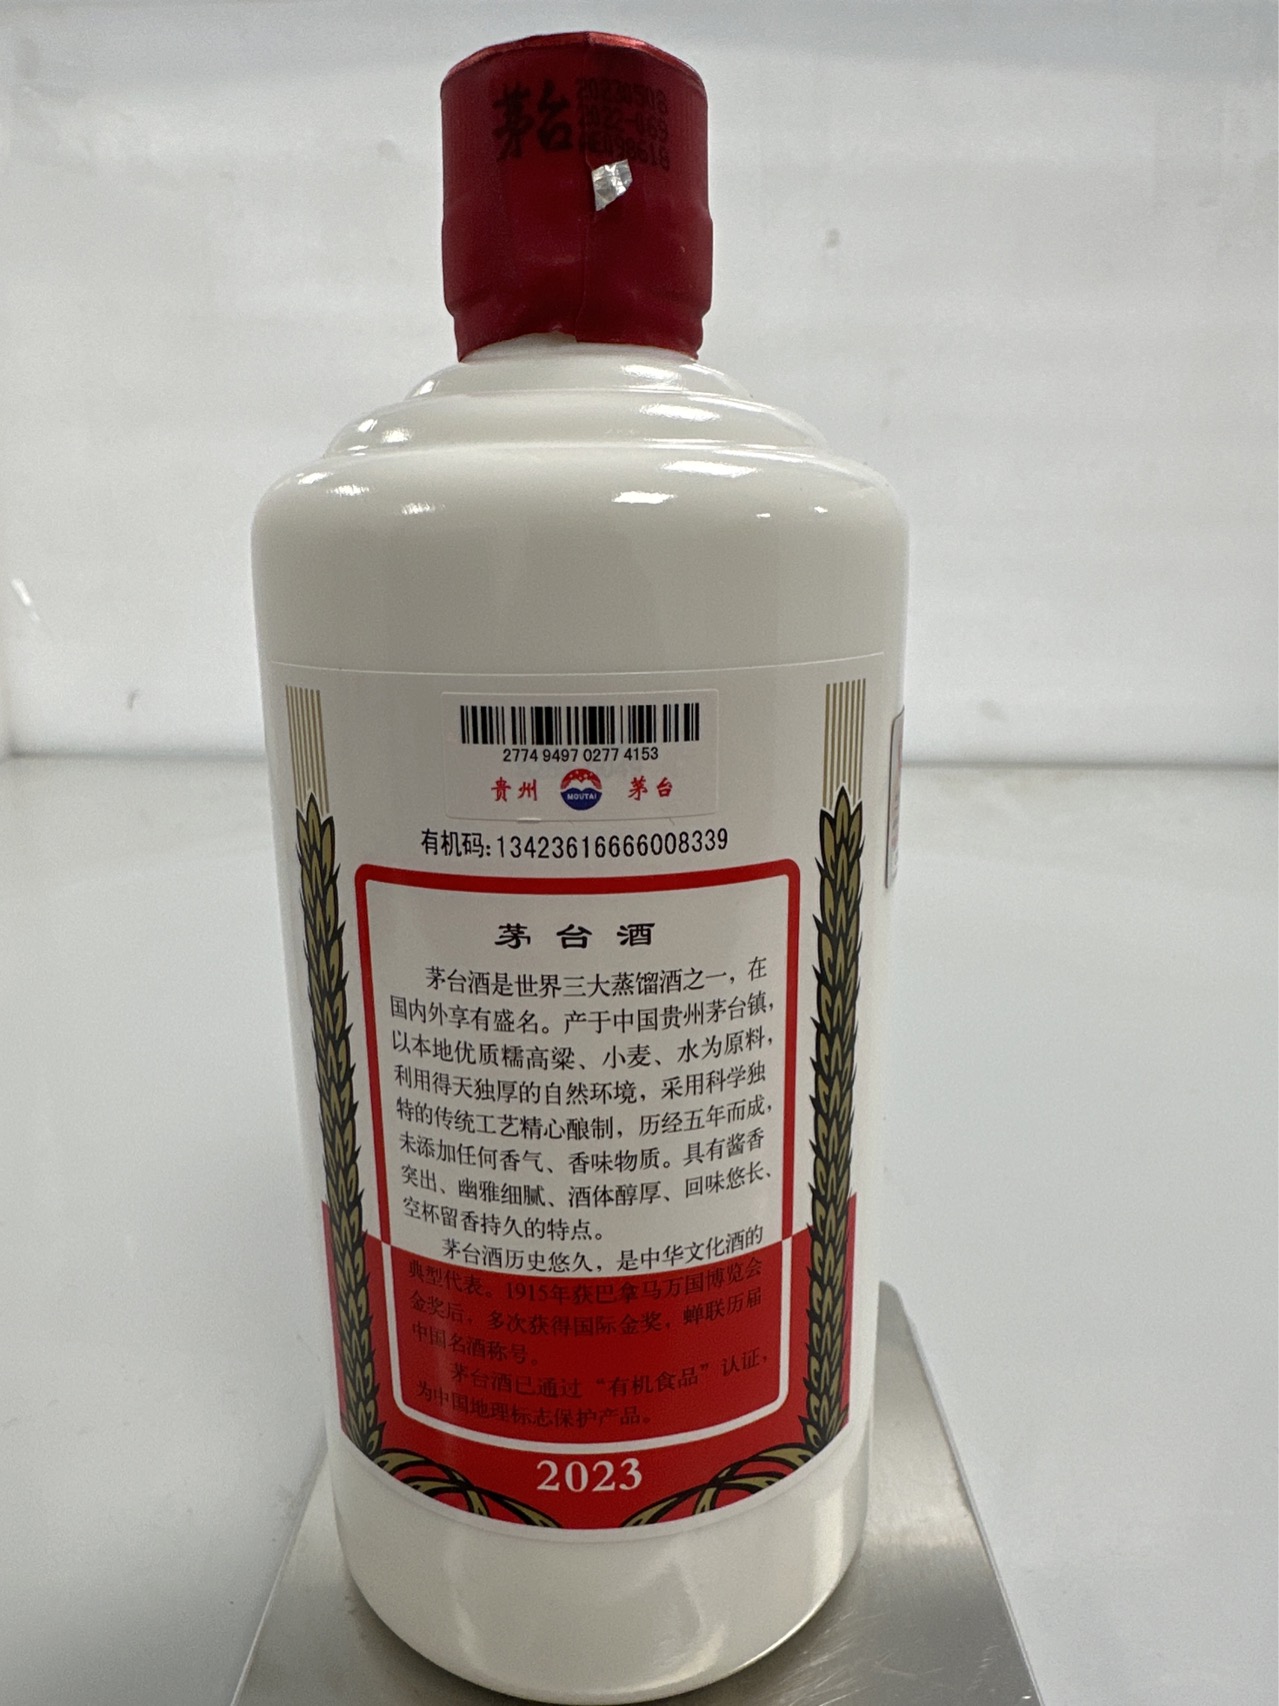 茅台
2774 9497 0277 4153
贵州 MOUTAI 茅台
有机码:13423616666008339
茅台酒
茅台酒是世界三大蒸馏酒之一，在
国内外享有盛名。产于中国贵州茅台镇，
以本地优质糯高粱、小麦、水为原料，
利用得天独厚的自然环境，采用科学独
特的传统工艺精心酿制，历经五年而成，
未添加任何香气、香味物质。具有酱香
突出、幽雅细腻、酒体醇厚、回味悠长、
空杯留香持久的特点。
茅台酒历史悠久，是中华文化酒的
典型代表。1915年获巴拿马万国博览会
金奖后，多次获得国际金奖，蝉联历届
中国名酒称号。
茅台酒已通过“有机食品”认证，
为中国地理标志保护产品。
2023